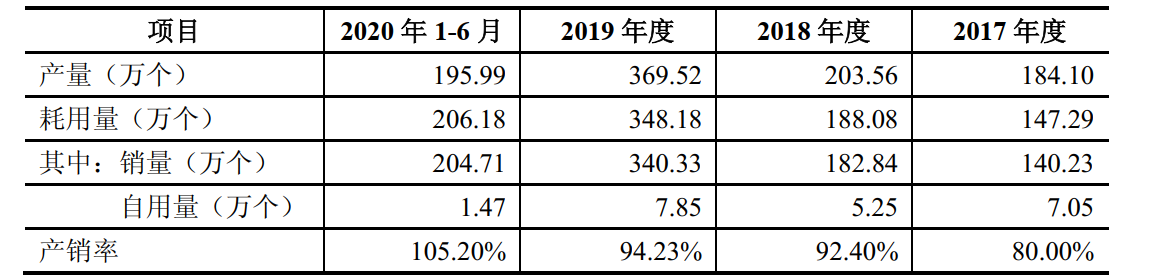 项目 2020 年 1-6 月 2019 年度 2018 年度 2017 年度
产量（万个） 195.99 369.52 203.56 184.10
耗用量（万个） 206.18 348.18 188.08 147.29
其中：销量（万个） 204.71 340.33 182.84 140.23
自用量（万个） 1.47 7.85 5.25 7.05
产销率 105.20% 94.23% 92.40% 80.00%